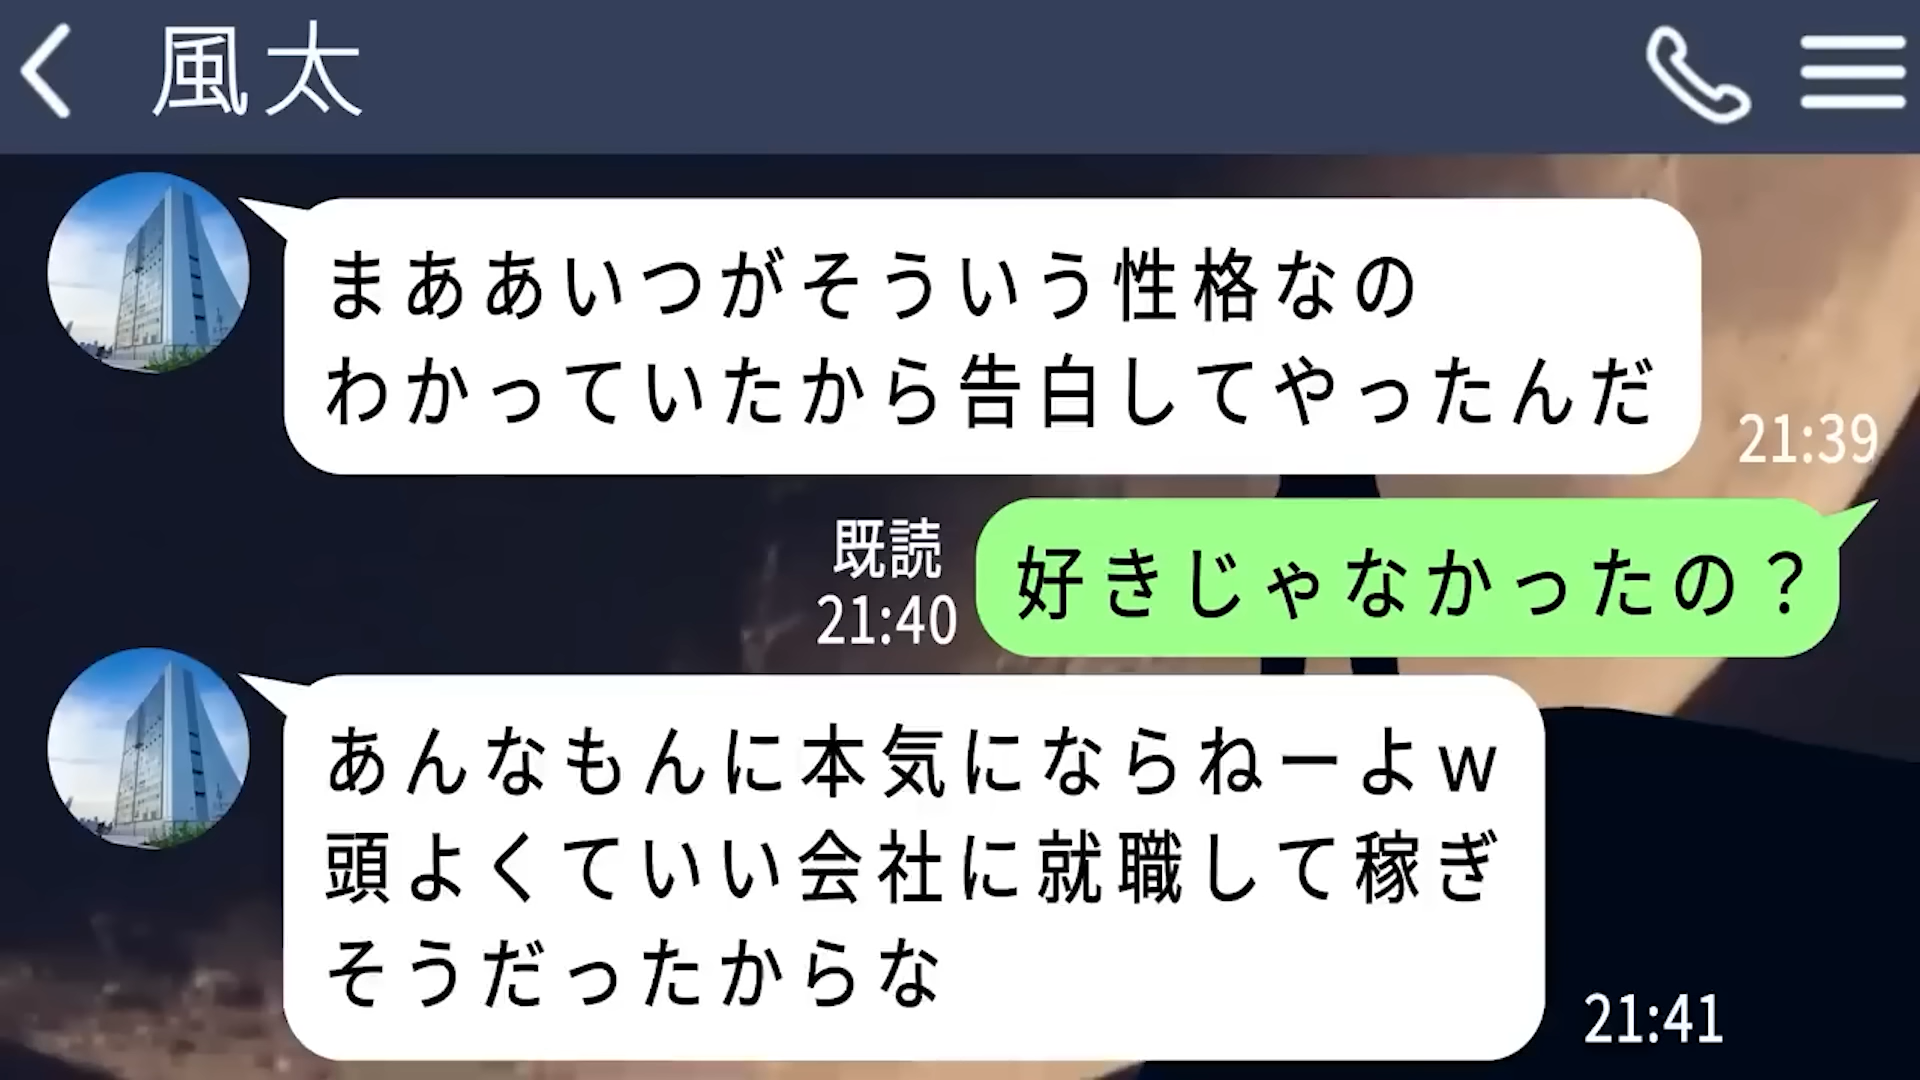 風太
まああいつがそういう性格なの
わかっていたから告白してやったんだ
21:39
既読
21:40
好きじゃなかったの？
あんなもんに本気にならねーよw
頭よくていい会社に就職して稼ぎ
そうだったからな
21:41